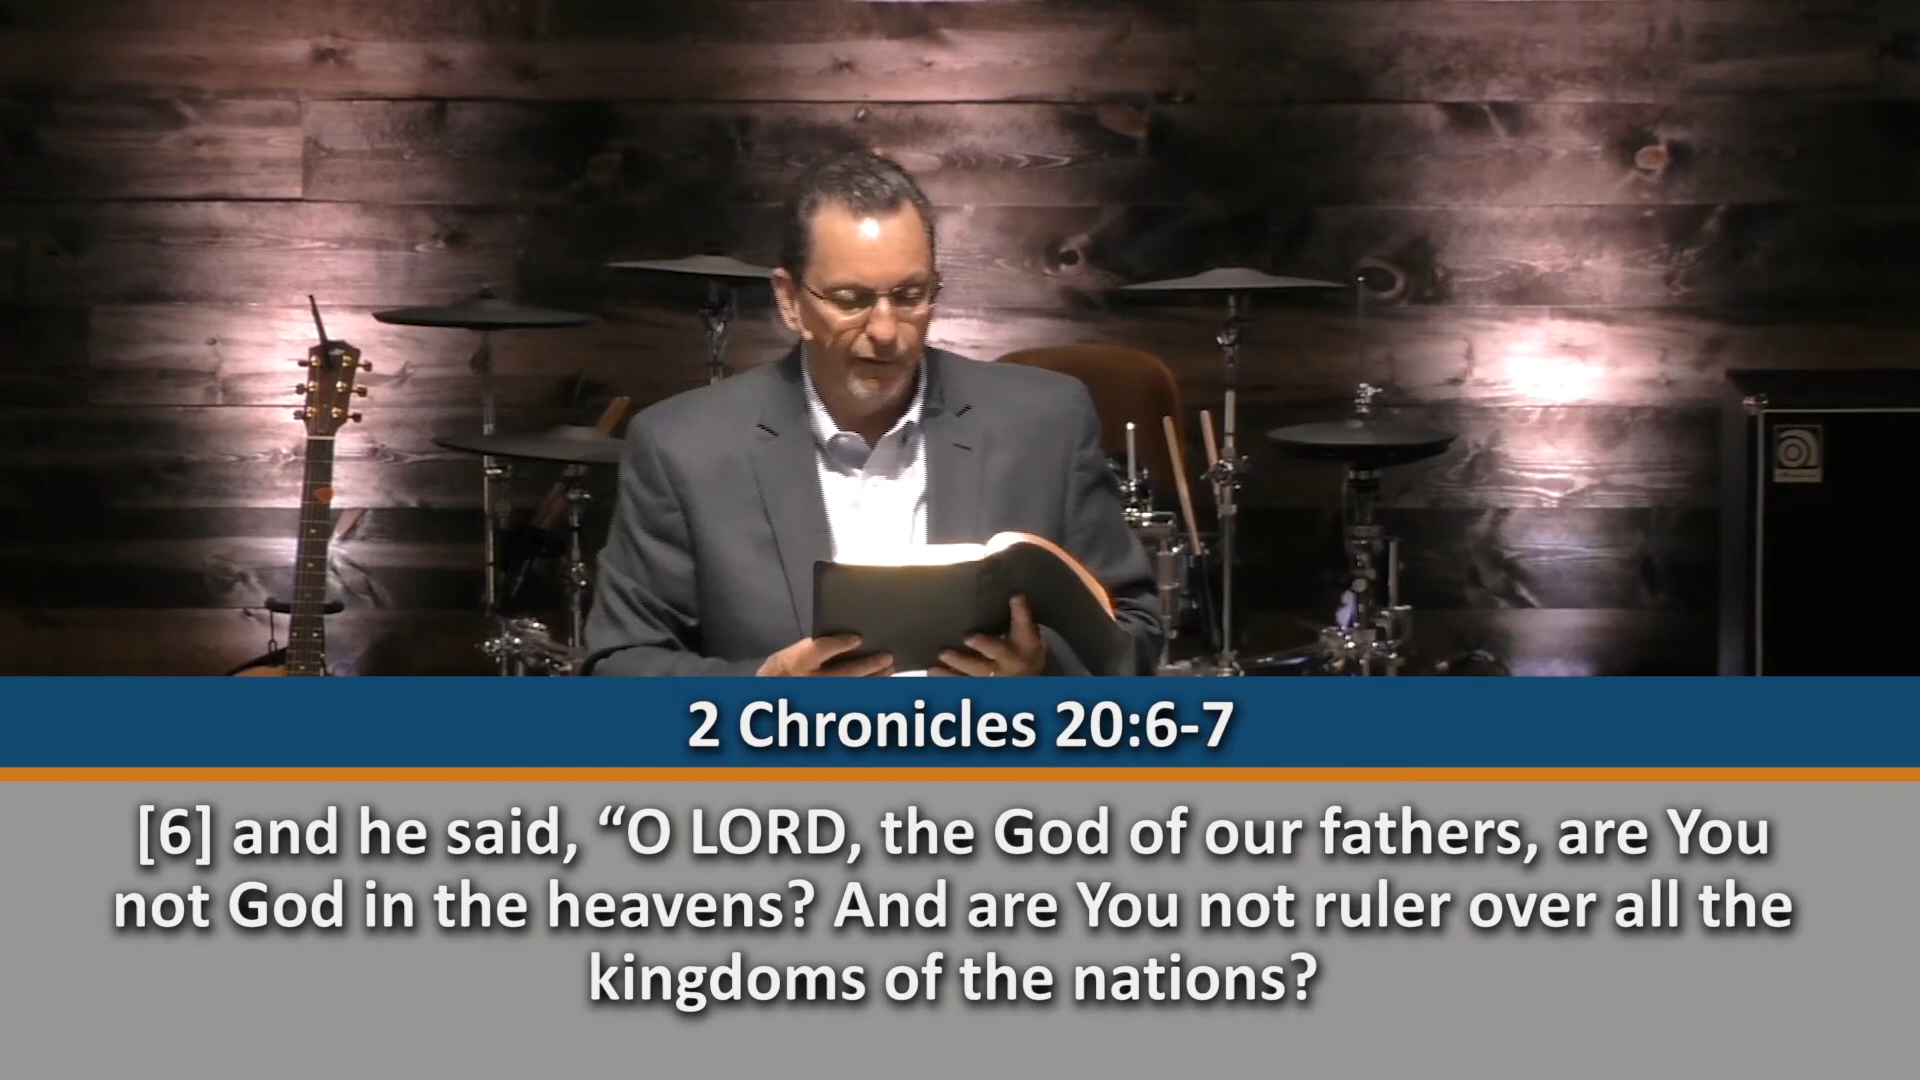 2 Chronicles 20:6-7
[6] and he said, “O LORD, the God of our fathers, are You
not God in the heavens? And are You not ruler over all the
kingdoms of the nations?